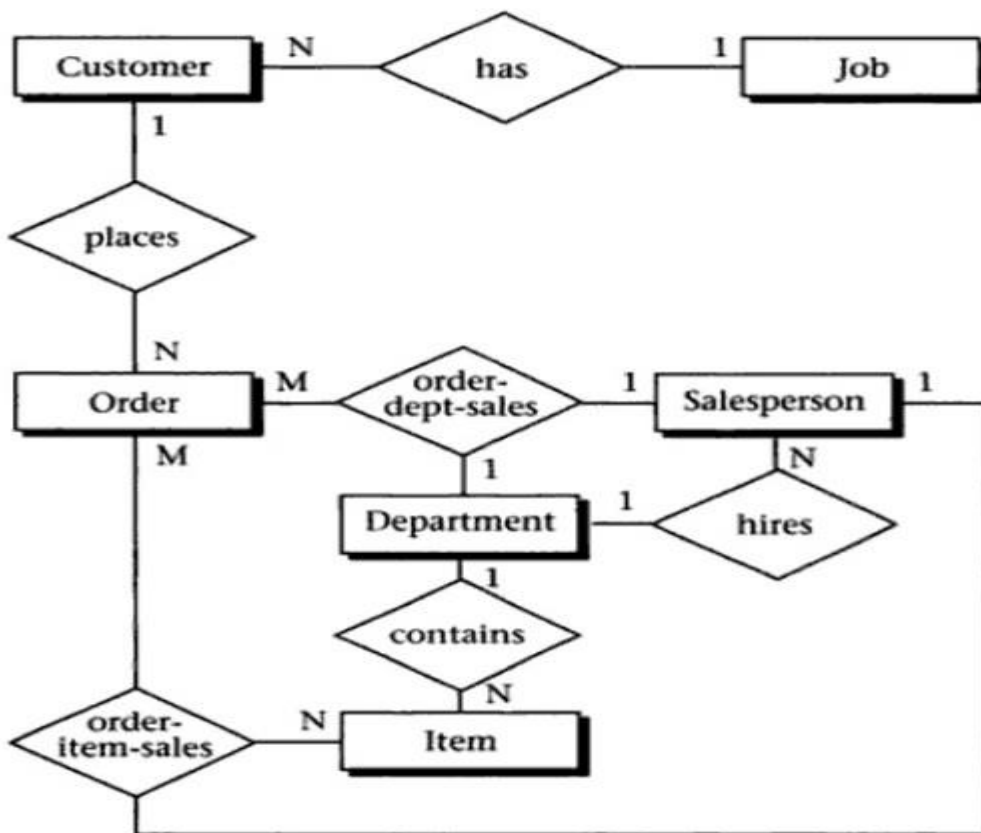 Customer
N
has
1
Job
1
places
N
Order
M
order-
dept-sales
1
Salesperson
1
M
1
N
Department
1
hires
1
contains
N
order-
item-sales
N
Item